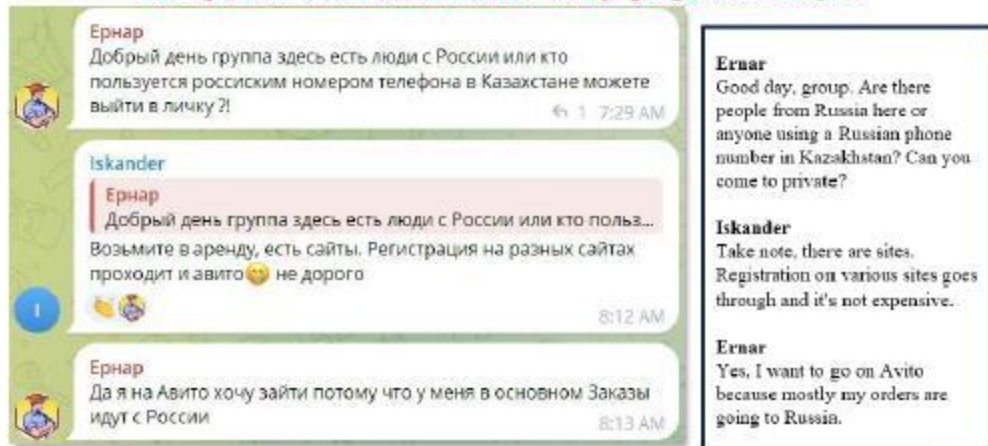 Ернар
Добрый день группа здесь есть люди с России или кто
пользуется россиским номером телефона в Казахстане можете
выйти в личку ?!
1 7:29 AM
Iskander
Ернар
Добрый день группа здесь есть люди с России или кто польз...
Возьмите в аренду, есть сайты. Регистрация на разных сайтах
проходит и авито😋 не дорого
8:12 AM
I
Ернар
Да я на Авито хочу зайти потому что у меня в основном Заказы
идут с России
8:13 AM
Ernar
Good day, group. Are there
people from Russia here or
anyone using a Russian phone
number in Kazakhstan? Can you
come to private?
Iskander
Take note, there are sites.
Registration on various sites goes
through and it's not expensive.
Ernar
Yes, I want to go on Avito
because mostly my orders are
going to Russia.